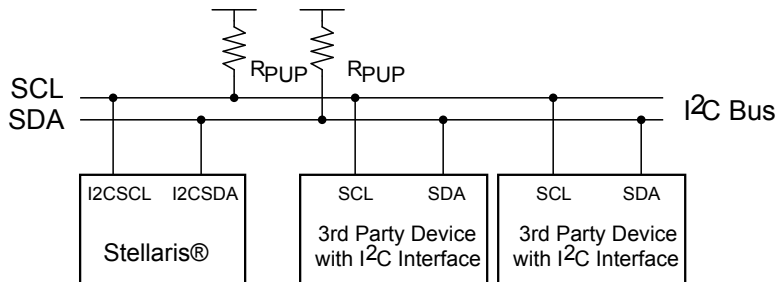 RPUP RPUP
SCL
SDA
I2C Bus
I2CSCL I2CSDA SCL SDA SCL SDA
Stellaris®
3rd Party Device
with I2C Interface
3rd Party Device
with I2C Interface